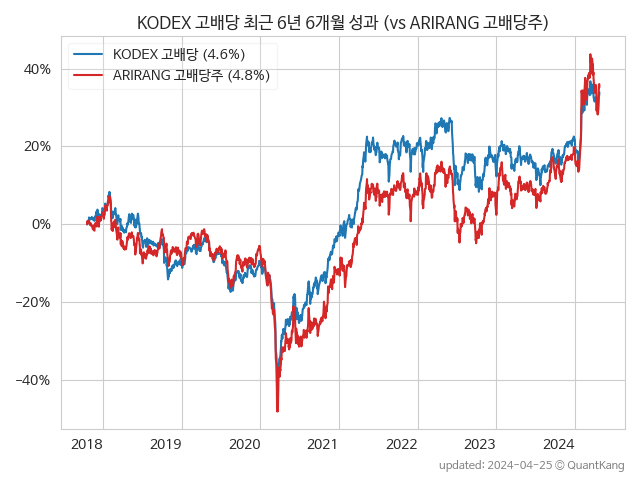 KODEX 고배당 최근 6년 6개월 성과 (vs ARIRANG 고배당주)
KODEX 고배당 (4.6%)
ARIRANG 고배당주 (4.8%)
40%
20%
0%
−20%
−40%
2018 2019 2020 2021 2022 2023 2024
updated: 2024-04-25 © QuantKang